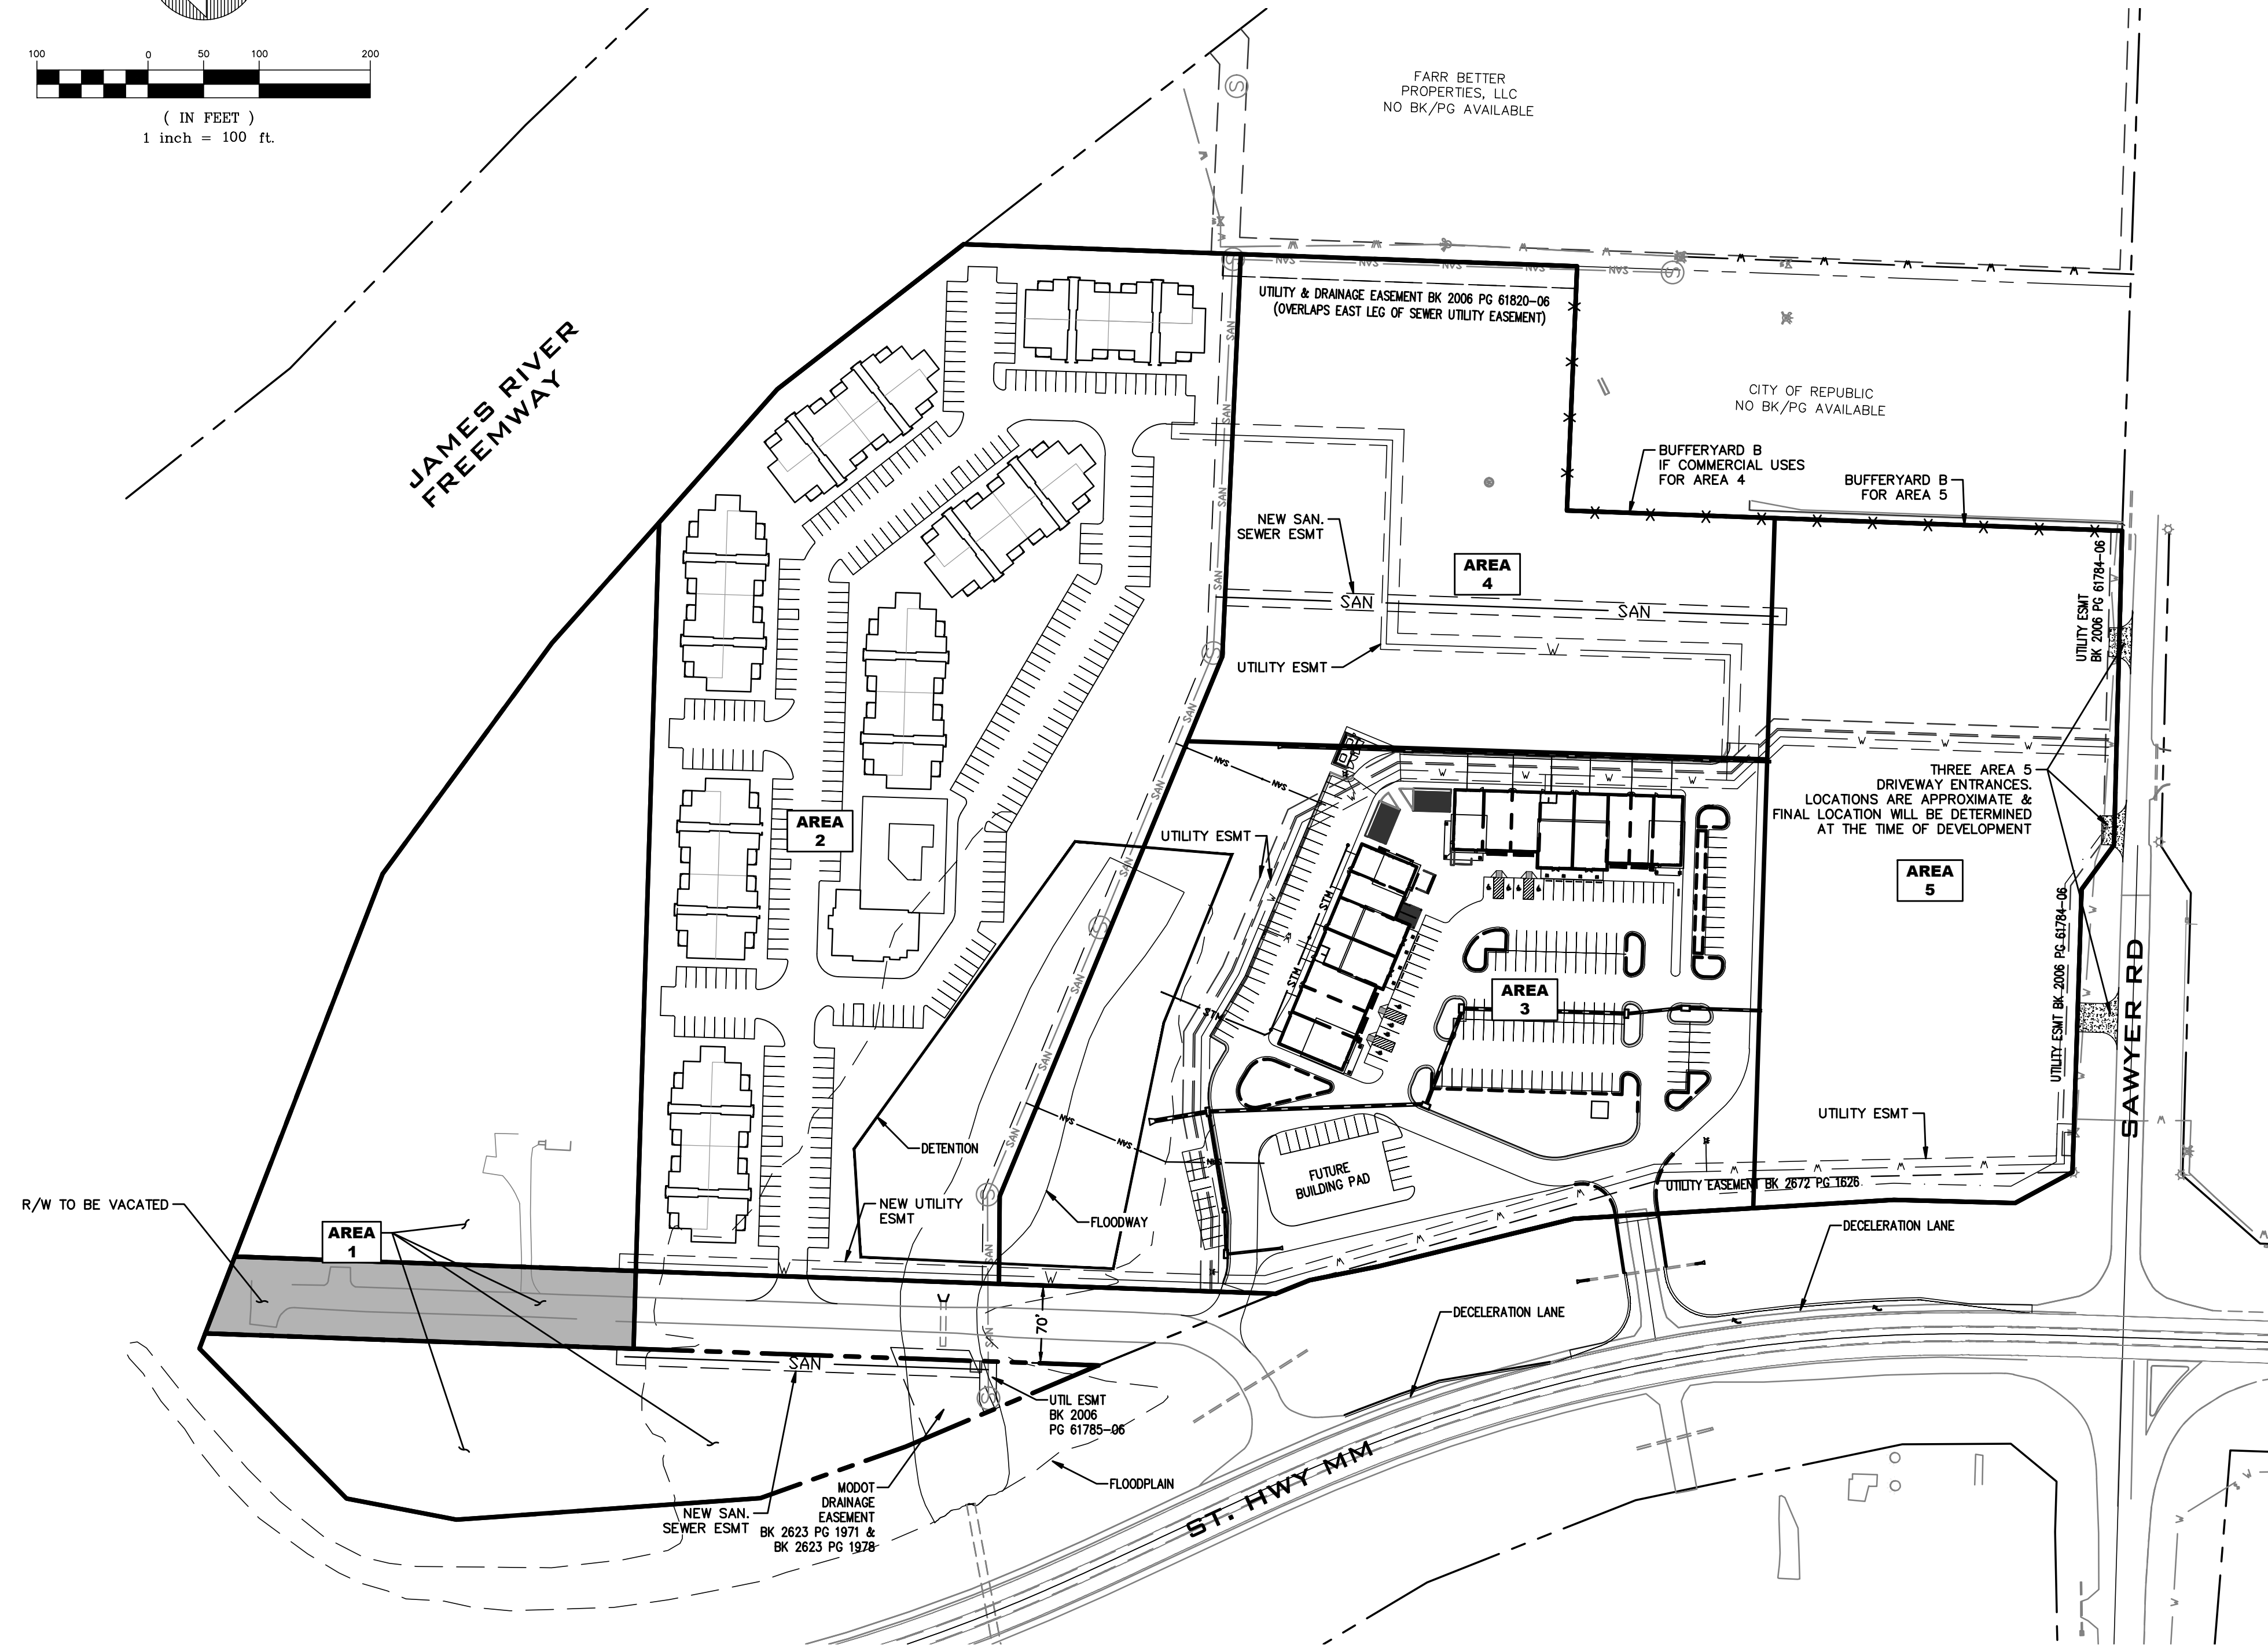 100 0 50 100 200
( IN FEET )
1 inch = 100 ft.
FARR BETTER
PROPERTIES, LLC
NO BK/PG AVAILABLE
JAMES RIVER
FREEMWAY
UTILITY & DRAINAGE EASEMENT BK 2006 PG 61820-06
(OVERLAPS EAST LEG OF SEWER UTILITY EASEMENT)
CITY OF REPUBLIC
NO BK/PG AVAILABLE
BUFFERYARD B
IF COMMERCIAL USES
FOR AREA 4
BUFFERYARD B
FOR AREA 5
NEW SAN.
SEWER ESMT
AREA
4
SAN
SAN
UTILITY ESMT
W
UTILITY ESMT
BK 2006 PG 61784-06
THREE AREA 5
DRIVEWAY ENTRANCES.
LOCATIONS ARE APPROXIMATE &
FINAL LOCATION WILL BE DETERMINED
AT THE TIME OF DEVELOPMENT
AREA
2
UTILITY ESMT
STM
STM
STM
AREA
5
AREA
3
UTILITY ESMT BK 2006 PG 61784-06
SAWYER RD
DETENTION
UTILITY ESMT
FUTURE
BUILDING PAD
UTILITY EASEMENT BK 2672 PG 1626
R/W TO BE VACATED
AREA
1
NEW UTILITY
ESMT
FLOODWAY
DECELERATION LANE
W
W
70'
DECELERATION LANE
SAN
UTIL ESMT
BK 2006
PG 61785-06
FLOODPLAIN
MODOT
DRAINAGE
EASEMENT
BK 2623 PG 1971 &
BK 2623 PG 1978
NEW SAN.
SEWER ESMT
ST. HWY MM